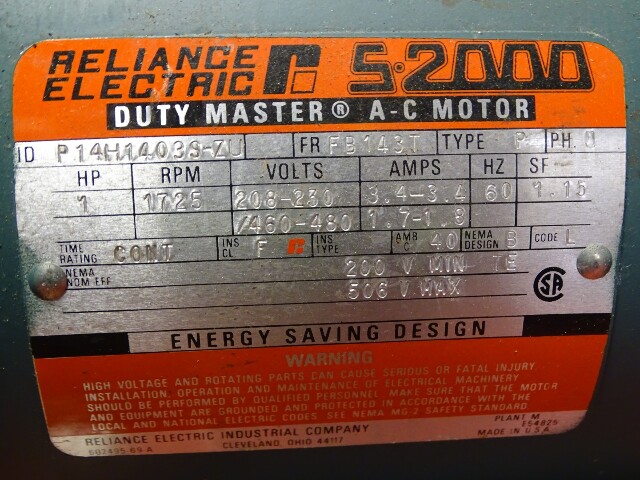 RELIANCE ELECTRIC S-2000
DUTY MASTER® A-C MOTOR
ID P14H1403S-ZU FR FB143T TYPE P PH.
HP RPM VOLTS AMPS HZ SF
1 1725 208-230 3.4-3.4 60 1.15
/460-480 1.7-1.8
TIME RATING CONT INS CL F INS TYPE AMB °C 40 NEMA DESIGN B CODE L
NEMA NOM EFF 200 V MIN TE
506 V MAX
ENERGY SAVING DESIGN
WARNING
HIGH VOLTAGE AND ROTATING PARTS CAN CAUSE SERIOUS OR FATAL INJURY.
INSTALLATION, OPERATION AND MAINTENANCE OF ELECTRICAL MACHINERY
SHOULD BE PERFORMED BY QUALIFIED PERSONNEL. MAKE SURE THAT THE MOTOR
AND EQUIPMENT ARE GROUNDED AND PROTECTED IN ACCORDANCE WITH
LOCAL AND NATIONAL ELECTRIC CODES. SEE NEMA MG-2 SAFETY STANDARD
RELIANCE ELECTRIC INDUSTRIAL COMPANY
CLEVELAND, OHIO 44117
PLANT M
E54825
MADE IN U.S.A.